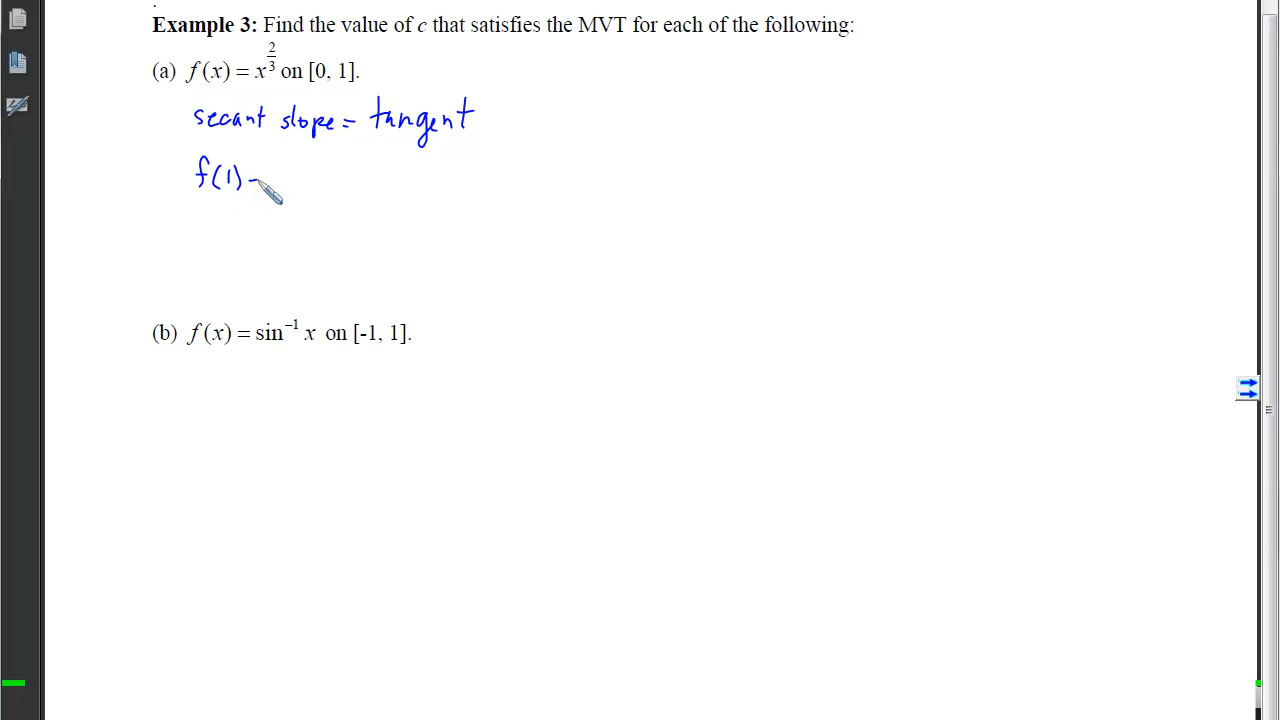 Example 3: Find the value of c that satisfies the MVT for each of the following:
(a) f(x) = x^{2/3} on [0, 1].
secant slope = tangent
f(1) -
(b) f(x) = sin⁻¹ x on [-1, 1].